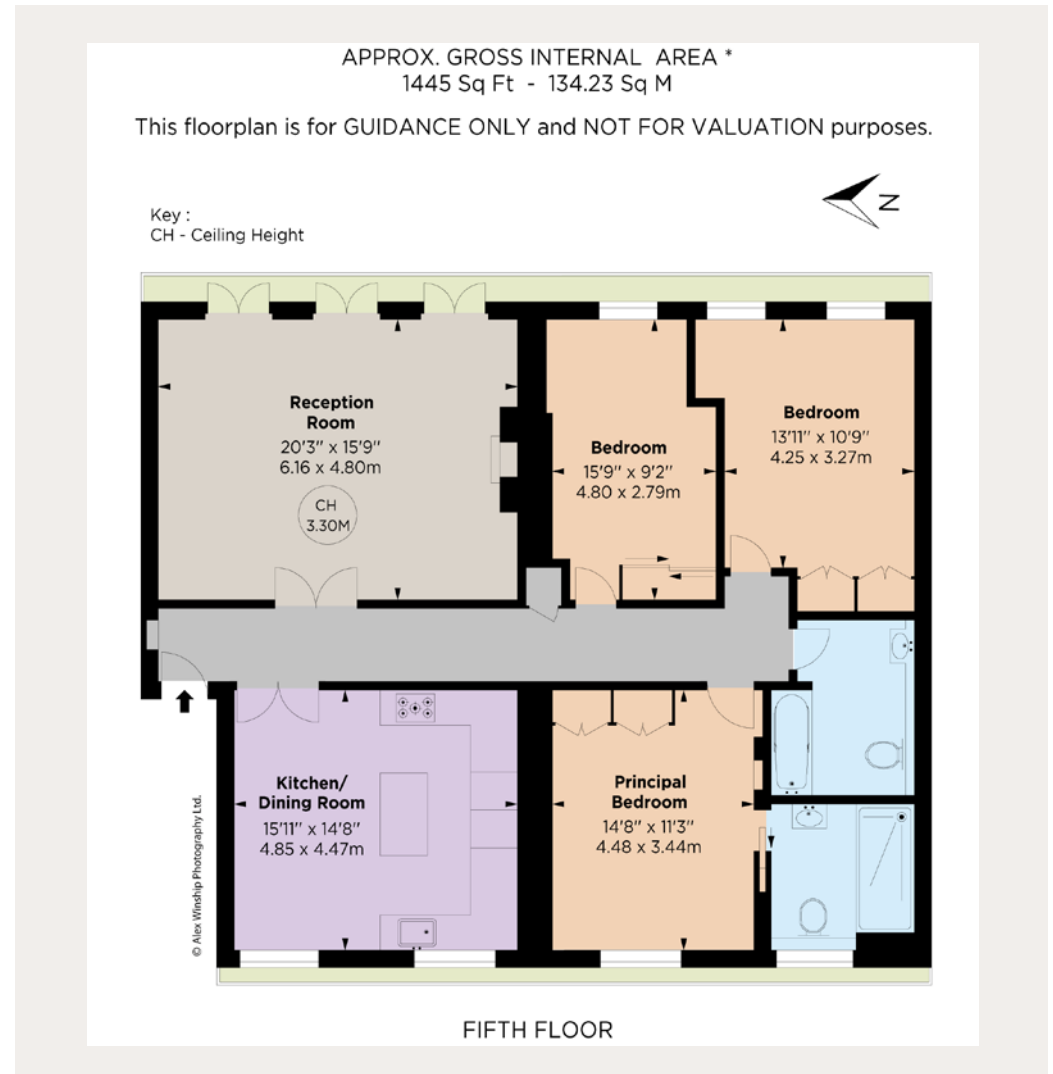 APPROX. GROSS INTERNAL AREA *
1445 Sq Ft - 134.23 Sq M
This floorplan is for GUIDANCE ONLY and NOT FOR VALUATION purposes.
Key :
CH - Ceiling Height
N
Reception
Room
20'3" x 15'9"
6.16 x 4.80m
CH
3.30M
Bedroom
15'9" x 9'2"
4.80 x 2.79m
Bedroom
13'11" x 10'9"
4.25 x 3.27m
Kitchen/
Dining Room
15'11" x 14'8"
4.85 x 4.47m
Principal
Bedroom
14'8" x 11'3"
4.48 x 3.44m
© Alex Winship Photography Ltd.
FIFTH FLOOR